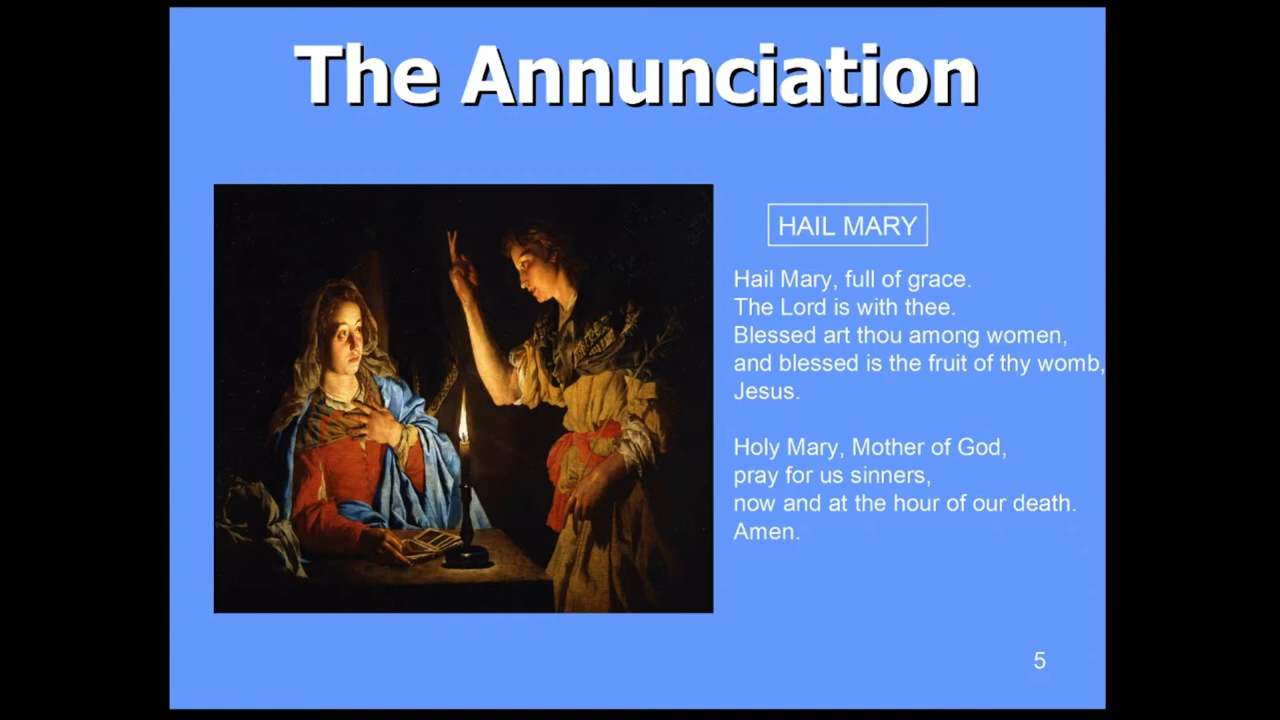 The Annunciation
HAIL MARY
Hail Mary, full of grace.
The Lord is with thee.
Blessed art thou among women,
and blessed is the fruit of thy womb,
Jesus.
Holy Mary, Mother of God,
pray for us sinners,
now and at the hour of our death.
Amen.
5